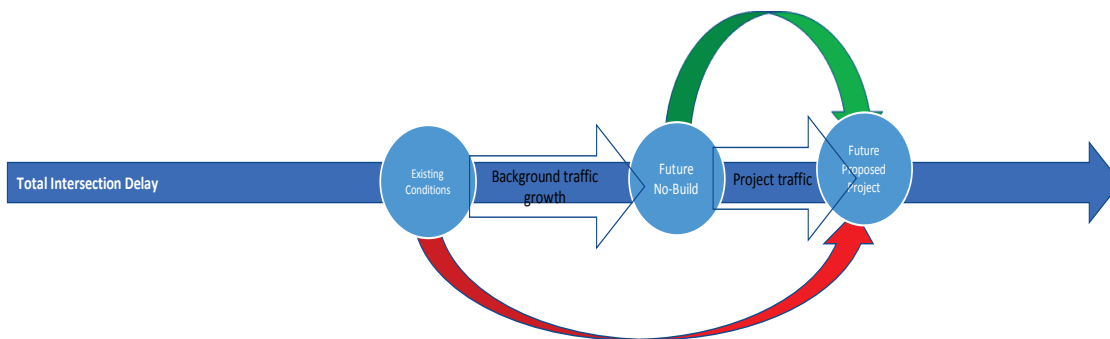 Total Intersection Delay
Existing
Conditions
Background traffic
growth
Future
No-Build
Project traffic
Future
Proposed
Project